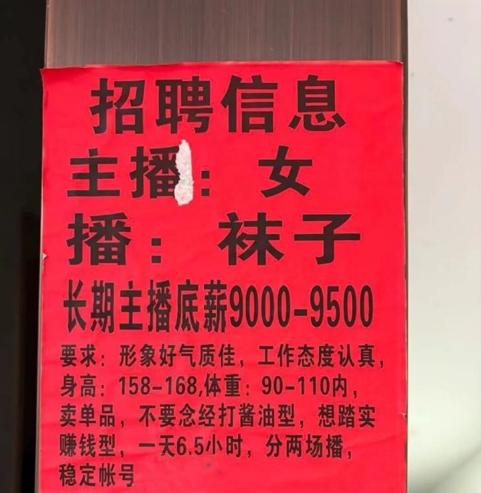 招聘信息
主播：女
播：袜子
长期主播底薪9000-9500
要求：形象好气质佳，工作态度认真，
身高：158-168,体重：90-110内，
卖单品，不要念经打酱油型，想踏实
赚钱型，一天6.5小时，分两场播，
稳定帐号